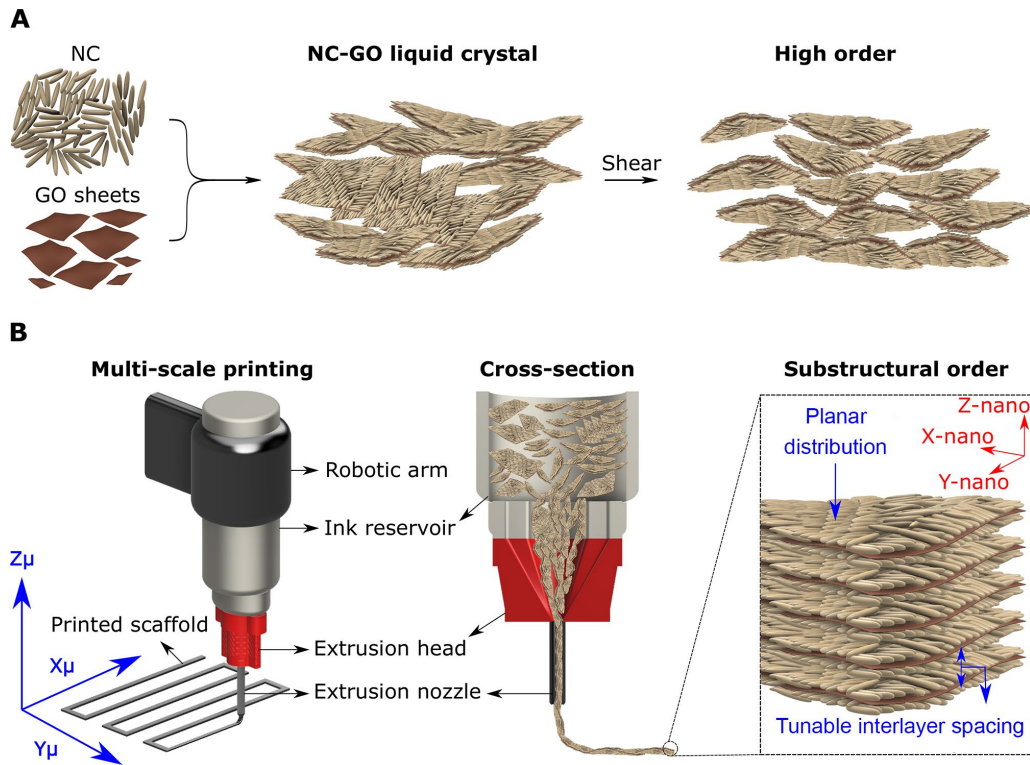 A
NC
GO sheets
NC-GO liquid crystal
Shear
High order
B
Multi-scale printing
Cross-section
Substructural order
Robotic arm
Ink reservoir
Extrusion head
Extrusion nozzle
Printed scaffold
Zμ
Xμ
Yμ
Planar
distribution
Z-nano
X-nano
Y-nano
Tunable interlayer spacing